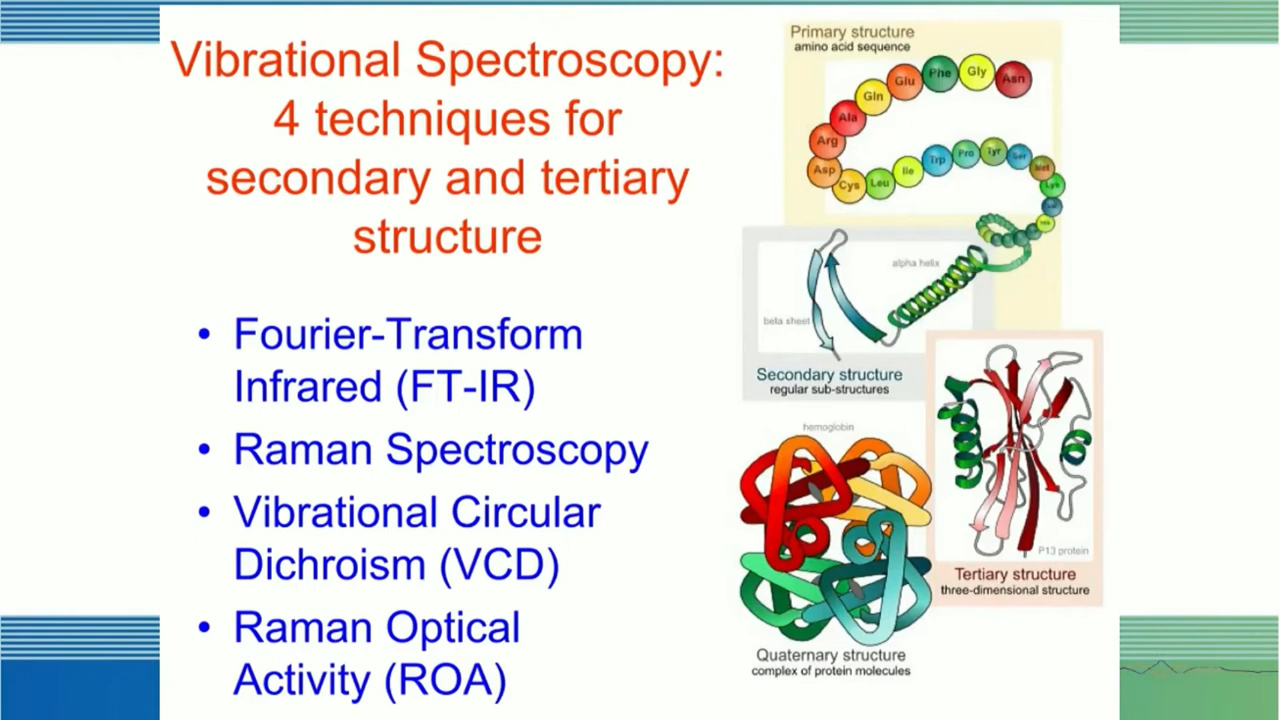 Vibrational Spectroscopy:
4 techniques for
secondary and tertiary
structure
• Fourier-Transform
Infrared (FT-IR)
• Raman Spectroscopy
• Vibrational Circular
Dichroism (VCD)
• Raman Optical
Activity (ROA)
Primary structure
amino acid sequence
Asn
Gly
Phe
Glu
Gln
Ala
Arg
Asp
Cys
Leu
Ile
Trp
Pro
Tyr
Ser
Met
Lys
alpha helix
beta sheet
Secondary structure
regular sub-structures
P13 protein
Tertiary structure
three-dimensional structure
hemoglobin
Quaternary structure
complex of protein molecules